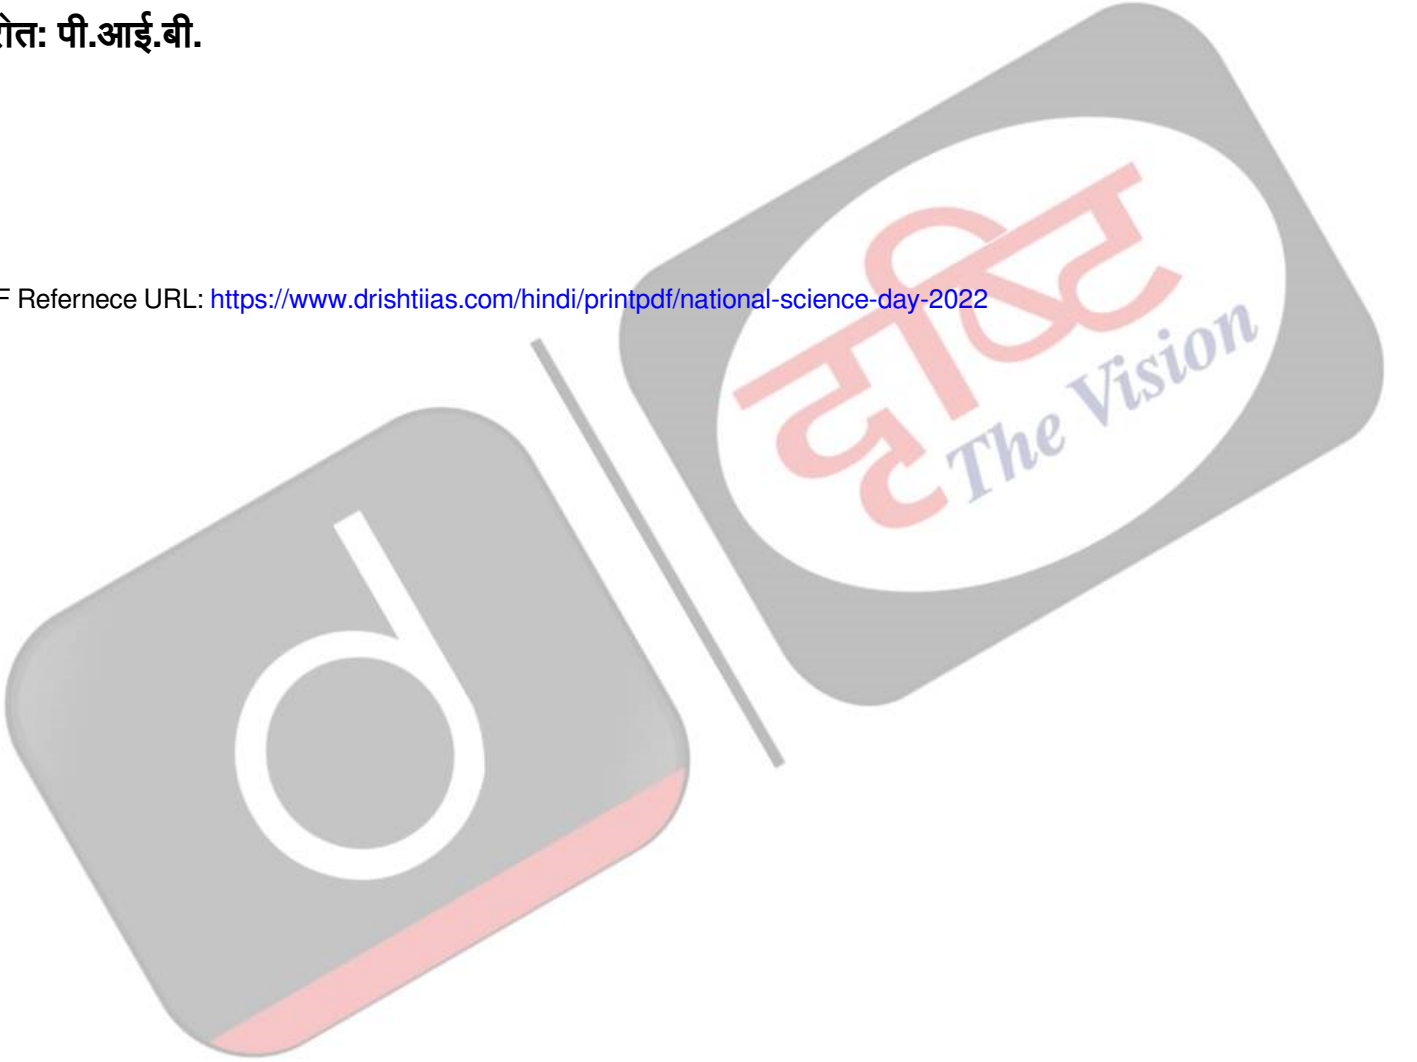 रोत: पी.आई.बी.
F Refernece URL: https://www.drishtiias.com/hindi/printpdf/national-science-day-2022
दृष्टि
The Vision
d